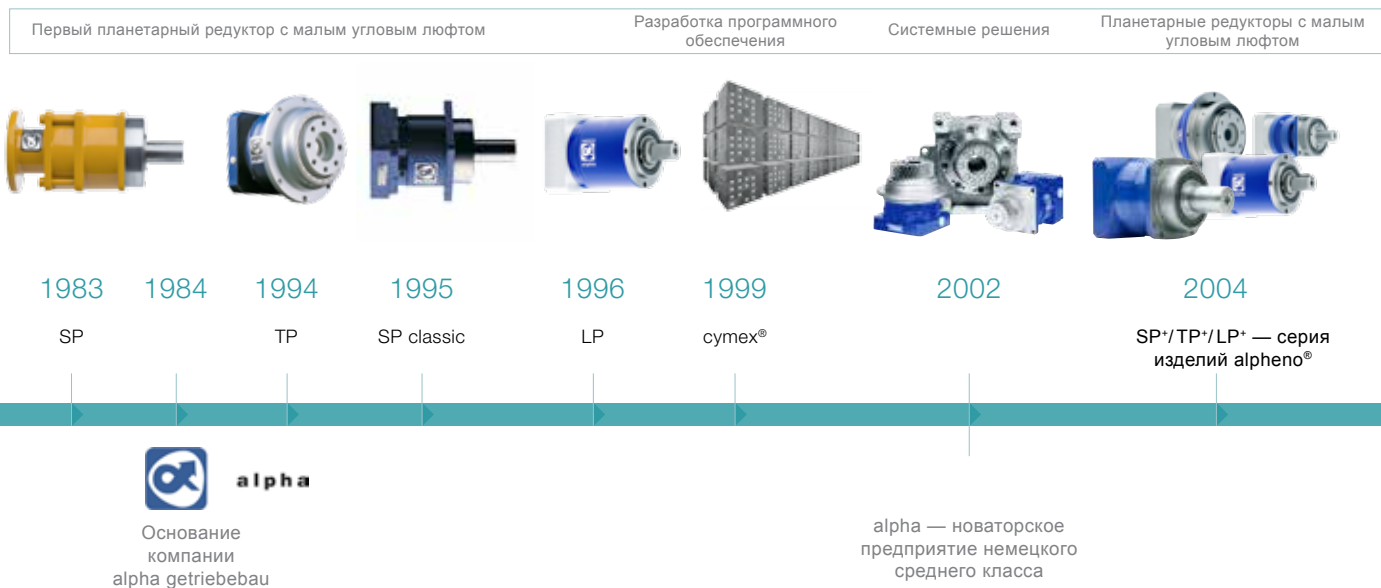 Первый планетарный редуктор с малым угловым люфтом
Разработка программного
обеспечения
Системные решения
Планетарные редукторы с малым
угловым люфтом
1983
1984
1994
1995
1996
1999
2002
2004
SP
TP
SP classic
LP
cymex®
SP+/TP+/LP+ — серия
изделий alpheno®
alpha
Основание
компании
alpha getriebebau
alpha — новаторское
предприятие немецкого
среднего класса